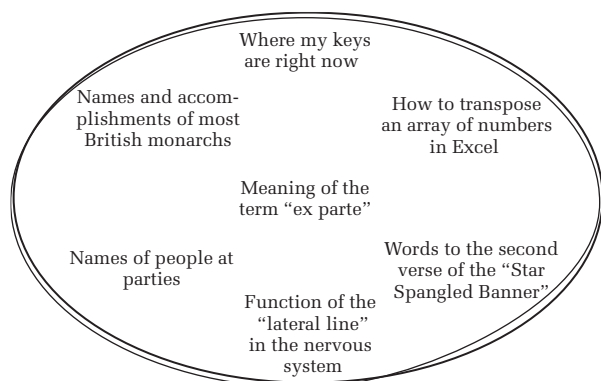 Where my keys
are right now
Names and accom-
plishments of most
British monarchs
How to transpose
an array of numbers
in Excel
Meaning of the
term “ex parte”
Names of people at
parties
Words to the second
verse of the “Star
Spangled Banner”
Function of the
“lateral line”
in the nervous
system